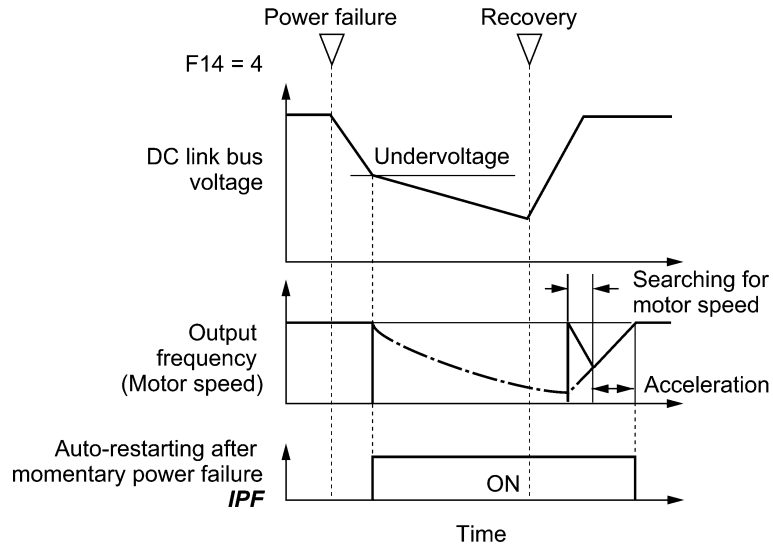 Power failure
Recovery
F14 = 4
DC link bus
voltage
Undervoltage
Searching for
motor speed
Output
frequency
(Motor speed)
Acceleration
Auto-restarting after
momentary power failure
IPF
ON
Time